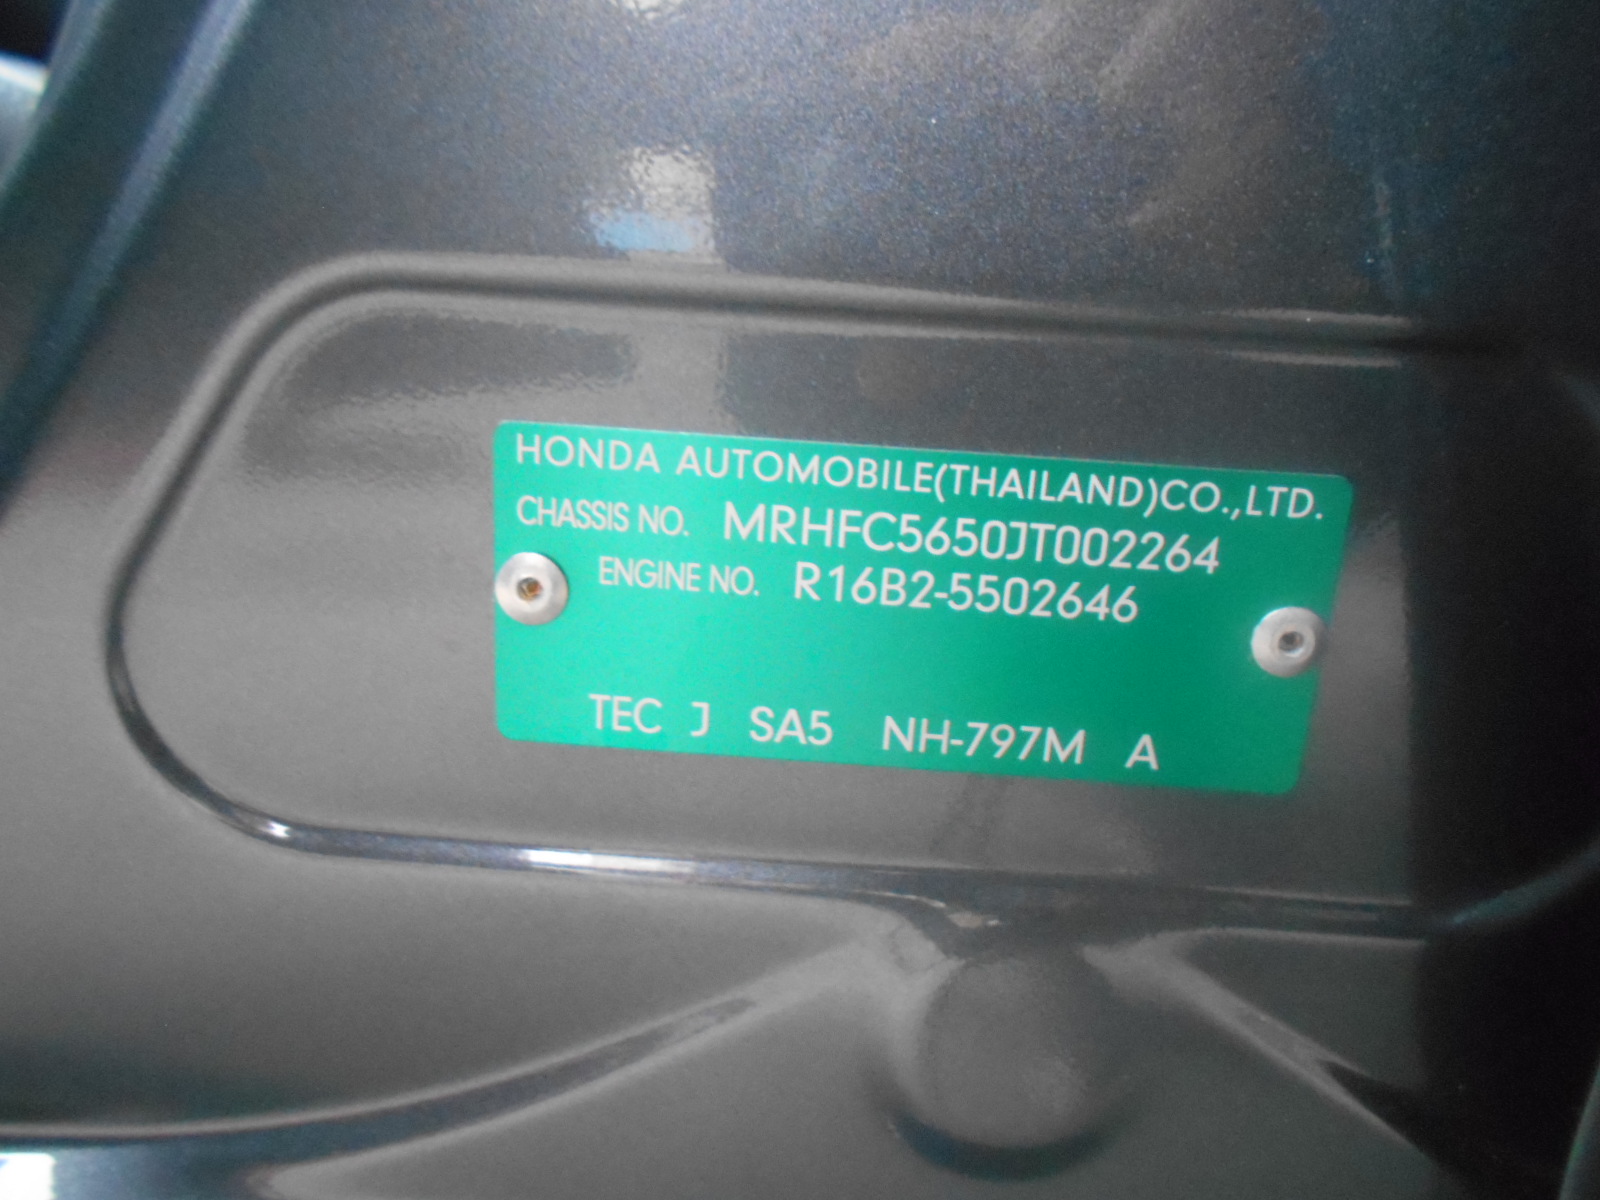 HONDA AUTOMOBILE(THAILAND)CO.,LTD.
CHASSIS NO. MRHFC5650JT002264
ENGINE NO. R16B2-5502646
TEC J SA5 NH-797M A